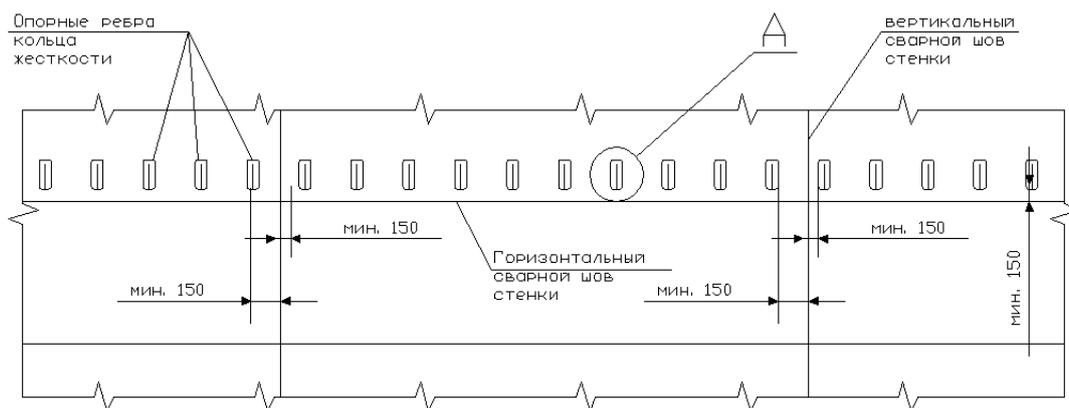 Опорные ребра
кольца
жесткости
А
вертикальный
сварной шов
стенки
мин. 150
мин. 150
Горизонтальный
сварной шов
стенки
мин. 150
мин. 150
мин. 150